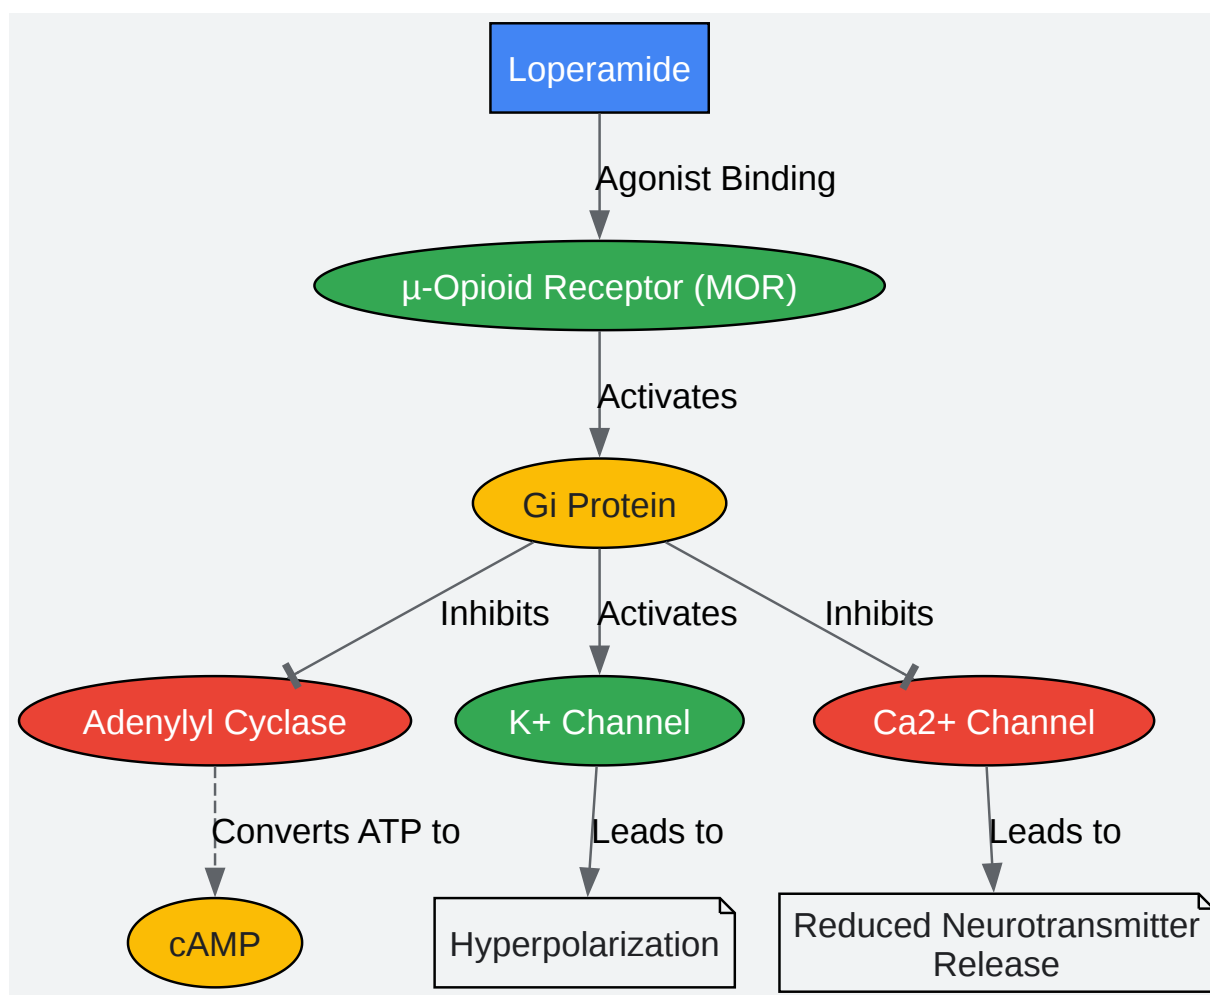 Loperamide
Agonist Binding
µ-Opioid Receptor (MOR)
Activates
Gi Protein
Inhibits
Activates
Inhibits
Adenylyl Cyclase
K+ Channel
Ca2+ Channel
Converts ATP to
Leads to
Leads to
cAMP
Hyperpolarization
Reduced Neurotransmitter
Release